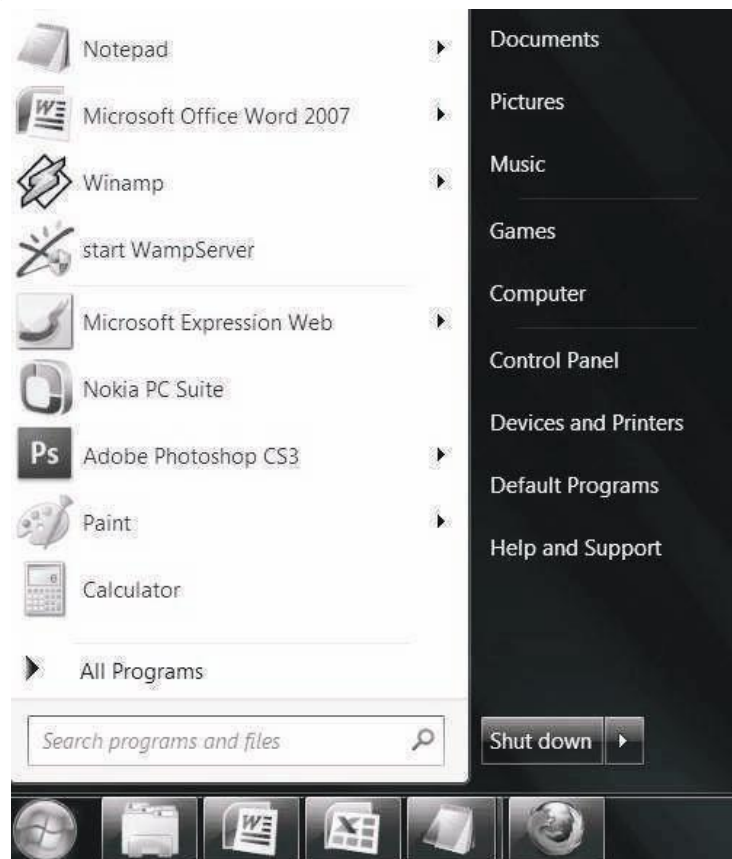 Notepad
Microsoft Office Word 2007
Winamp
start WampServer
Microsoft Expression Web
Nokia PC Suite
Ps
Adobe Photoshop CS3
Paint
Calculator
All Programs
Search programs and files
Documents
Pictures
Music
Games
Computer
Control Panel
Devices and Printers
Default Programs
Help and Support
Shut down